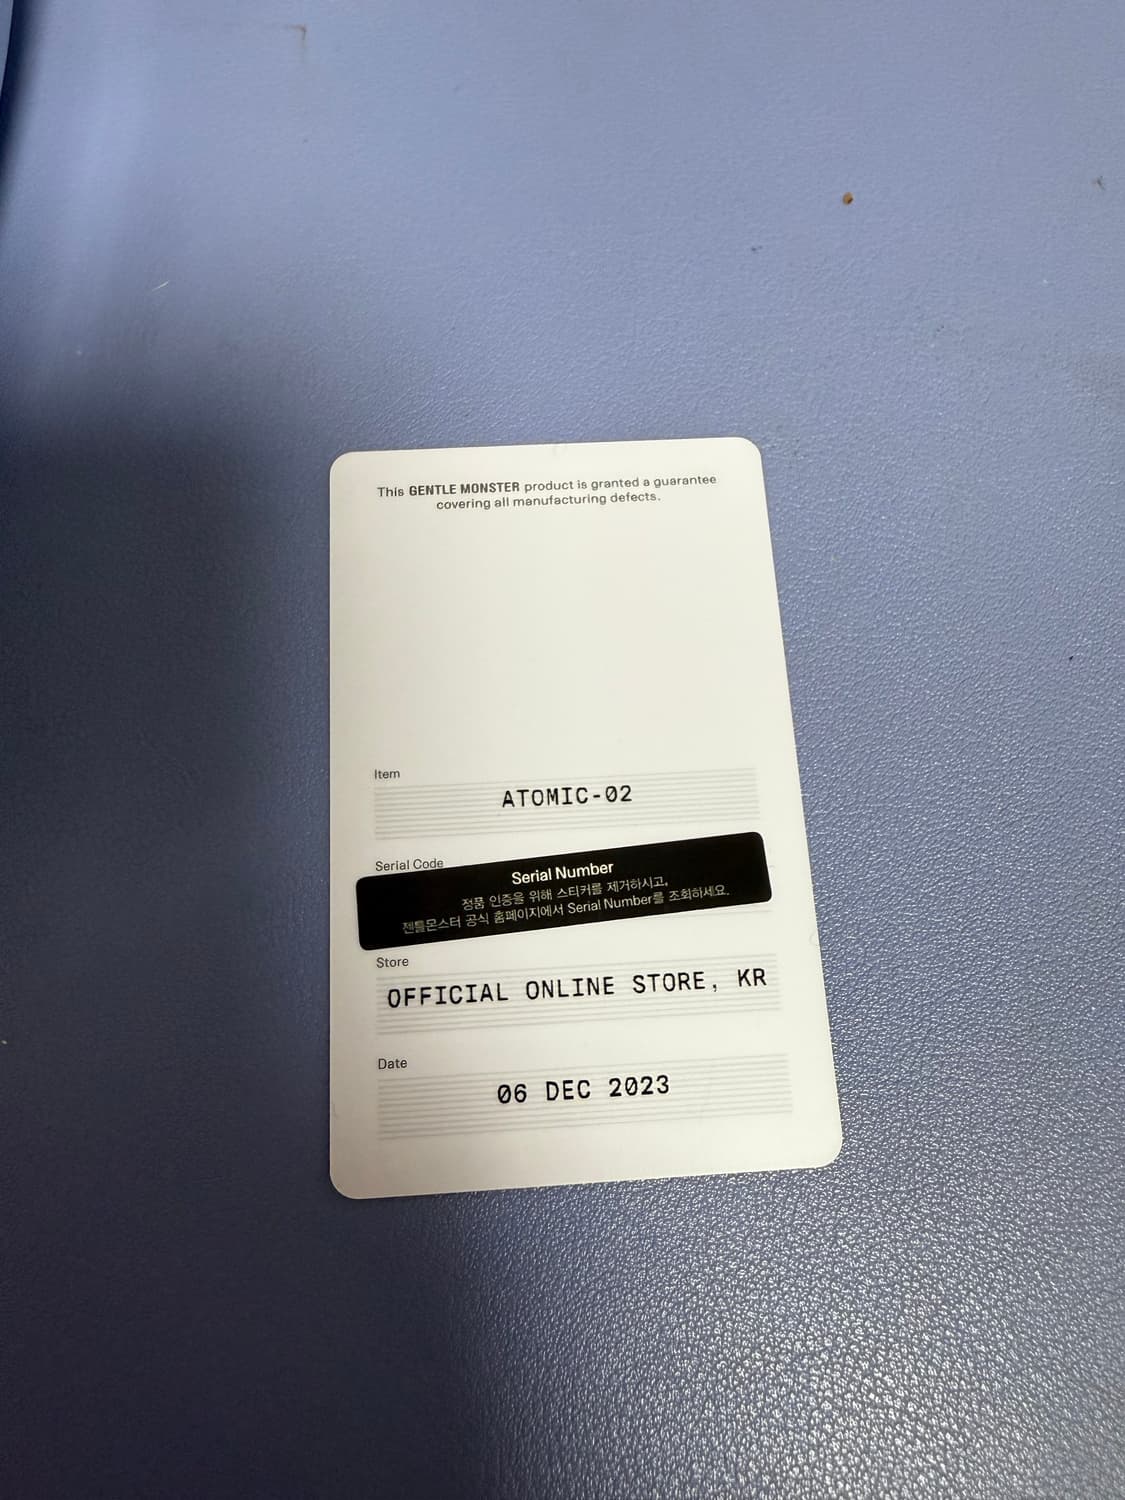 This GENTLE MONSTER product is granted a guarantee
covering all manufacturing defects.
Item
ATOMIC-02
Serial Code
Serial Number
정품 인증을 위해 스티커를 제거하시고,
젠틀몬스터 공식 홈페이지에서 Serial Number를 조회하세요.
Store
OFFICIAL ONLINE STORE, KR
Date
06 DEC 2023